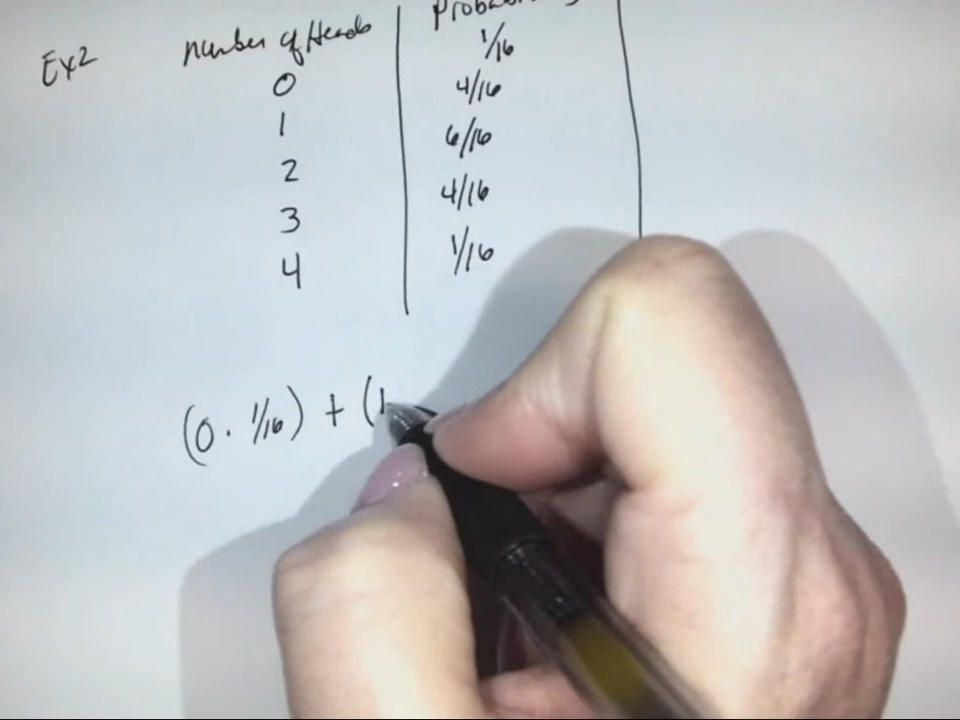 Ex2 Number of Heads
0 1/16
1 4/16
2 6/16
3 4/16
4 1/16
(0 · 1/16) + (1